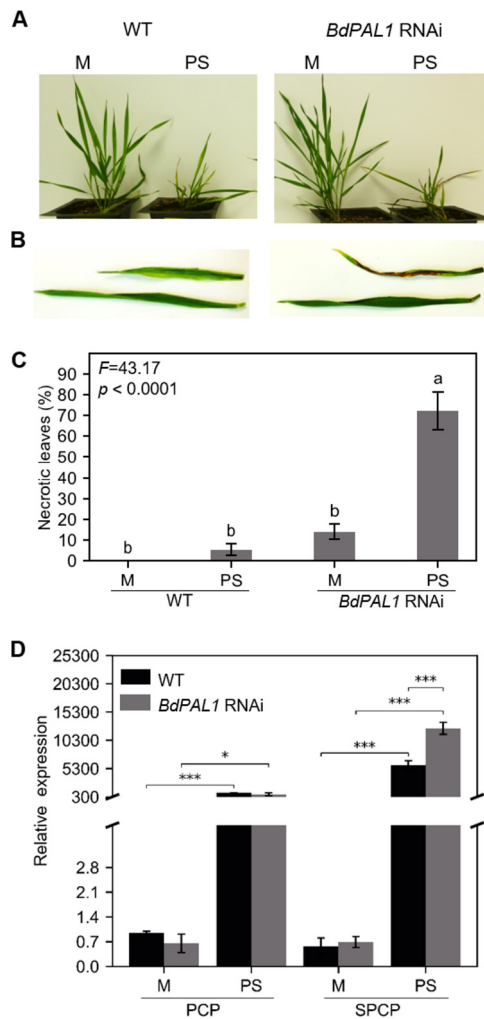 A
WT
BdPAL1 RNAi
M
PS
M
PS
B
C
F=43.17
p < 0.0001
Necrotic leaves (%)
90
80
70
60
50
40
30
20
10
0
b
b
b
a
M
PS
M
PS
WT
BdPAL1 RNAi
D
Relative expression
25300
20300
15300
10300
5300
300
2.8
2.1
1.4
0.7
0.0
WT
BdPAL1 RNAi
***
*
***
***
***
M
PS
M
PS
PCP
SPCP